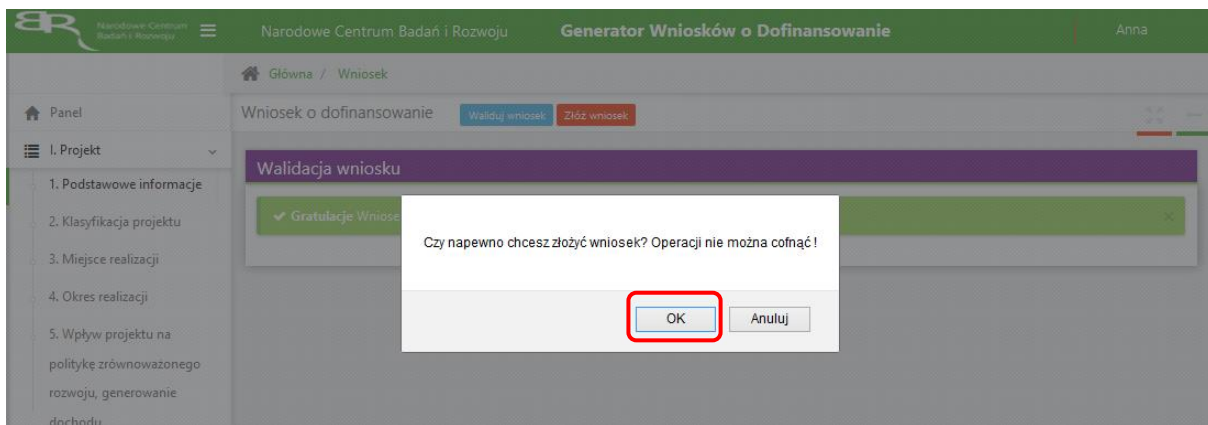 Narodowe Centrum
Badań i Rozwoju
Narodowe Centrum Badań i Rozwoju Generator Wniosków o Dofinansowanie Anna
Główna / Wniosek
Panel
Wniosek o dofinansowanie Waliduj wniosek Złóż wniosek
I. Projekt
Walidacja wniosku
1. Podstawowe informacje
Gratulacje Wniose
2. Klasyfikacja projektu
Czy napewno chcesz złożyć wniosek? Operacji nie można cofnąć !
3. Miejsce realizacji
4. Okres realizacji
OK Anuluj
5. Wpływ projektu na
politykę zrównoważonego
rozwoju, generowanie
dochodu